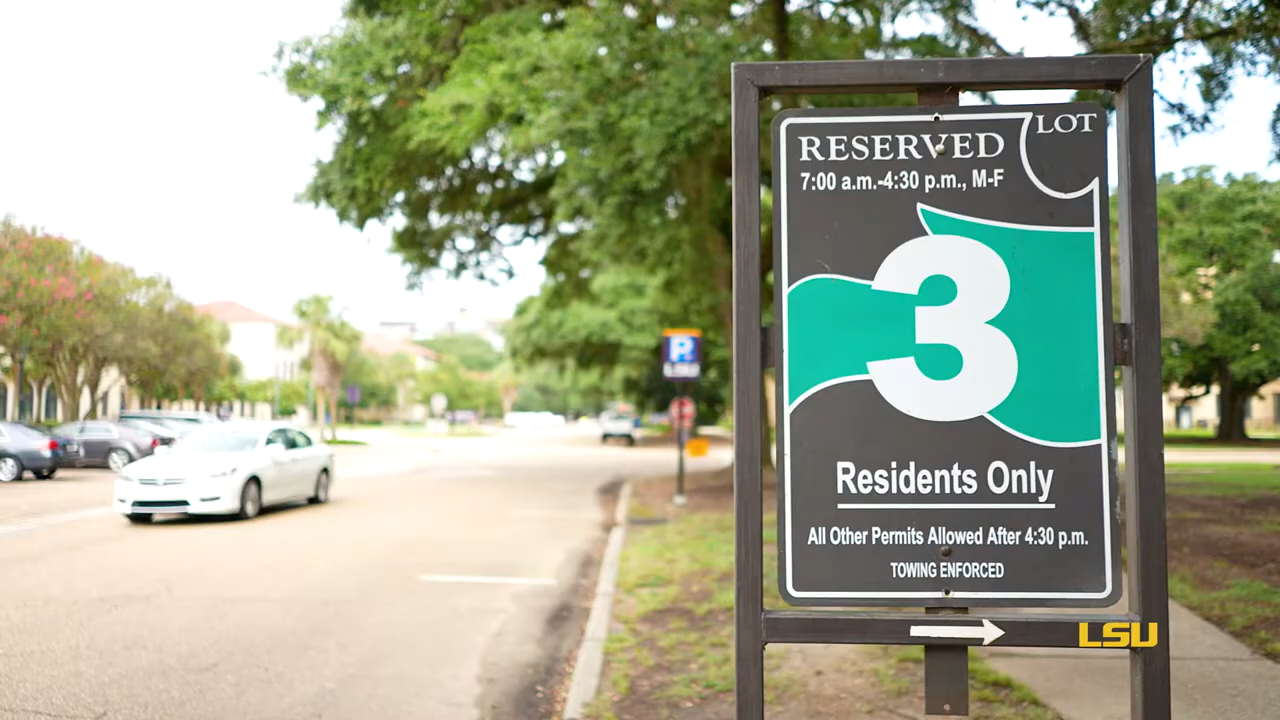 RESERVED
LOT
7:00 a.m.-4:30 p.m., M-F
3
Residents Only
All Other Permits Allowed After 4:30 p.m.
TOWING ENFORCED
P
LSU
LSU